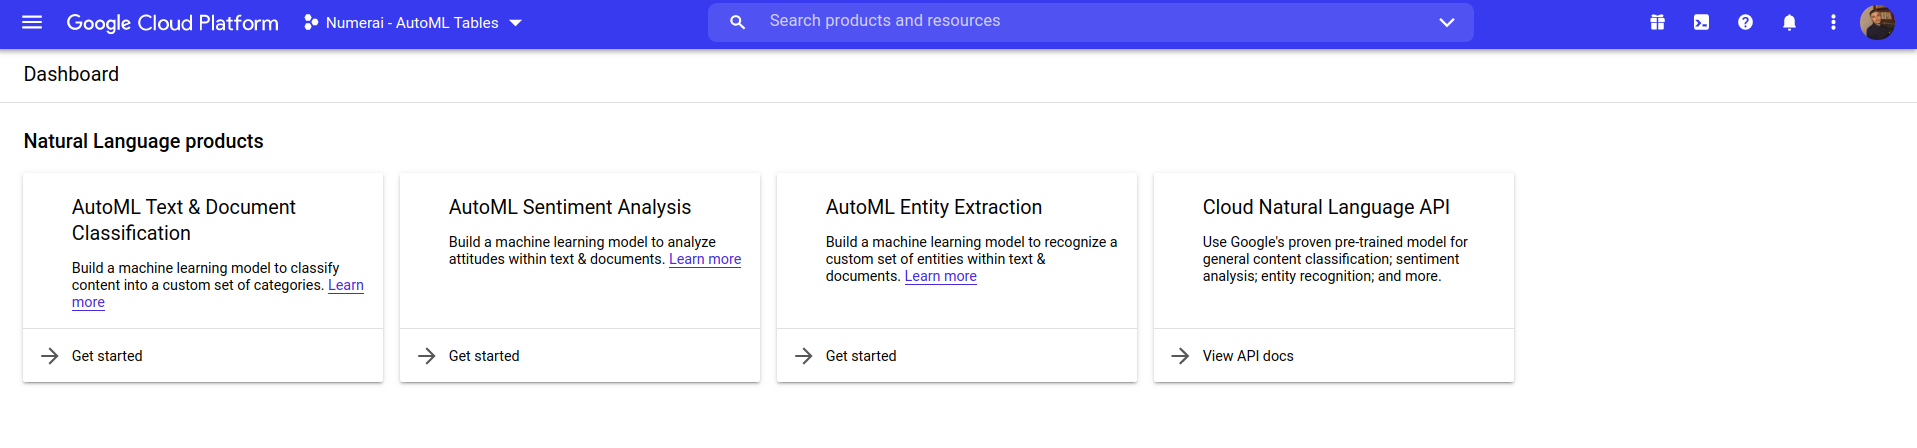 Google Cloud Platform
Numerai - AutoML Tables
Search products and resources
Dashboard
Natural Language products
AutoML Text & Document
Classification
Build a machine learning model to classify
content into a custom set of categories. Learn
more
Get started
AutoML Sentiment Analysis
Build a machine learning model to analyze
attitudes within text & documents. Learn more
Get started
AutoML Entity Extraction
Build a machine learning model to recognize a
custom set of entities within text &
documents. Learn more
Get started
Cloud Natural Language API
Use Google's proven pre-trained model for
general content classification; sentiment
analysis; entity recognition; and more.
View API docs